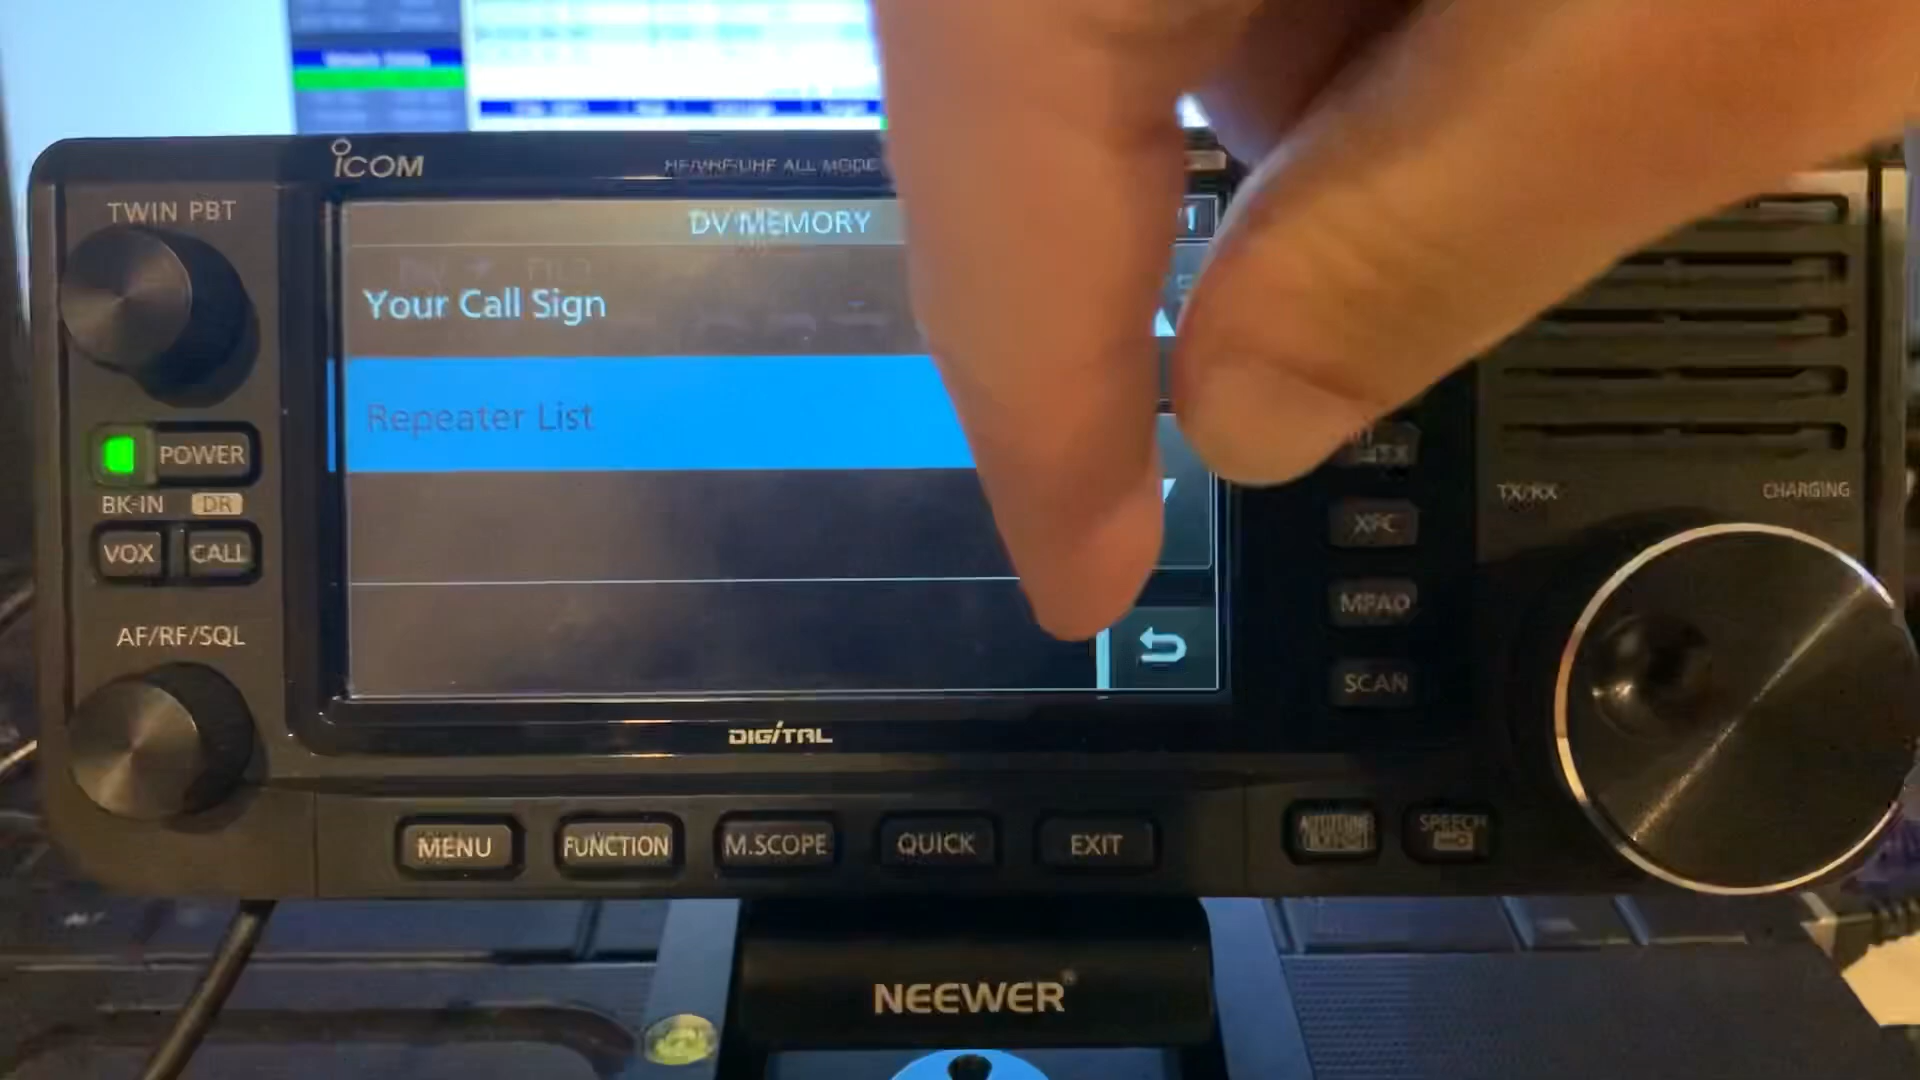 ICOM
HF/VHF/UHF ALL MODE
TWIN PBT
DV MEMORY
Your Call Sign
Repeater List
POWER
BK-IN DR
VOX CALL
AF/RF/SQL
XFC
MPAD
SCAN
TX/RX
CHARGING
DIGITAL
MENU
FUNCTION
M.SCOPE
QUICK
EXIT
AUTOTUNE
SPEECH
NEEWER®